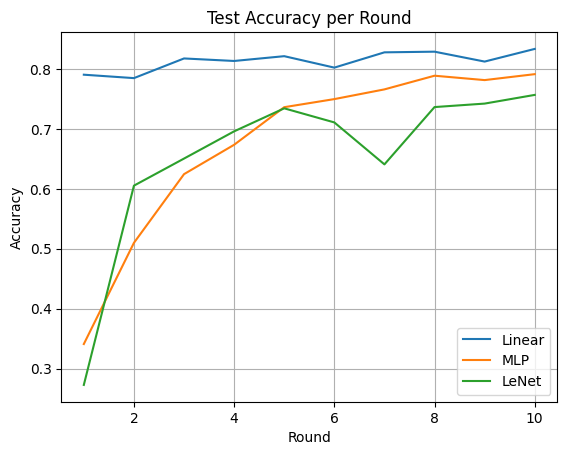 Test Accuracy per Round
Accuracy
0.8
0.7
0.6
0.5
0.4
0.3
2 4 6 8 10
Round
Linear
MLP
LeNet